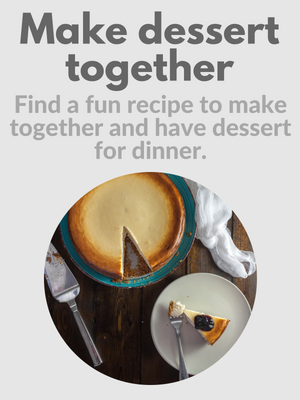 Make dessert
together
Find a fun recipe to make
together and have dessert
for dinner.